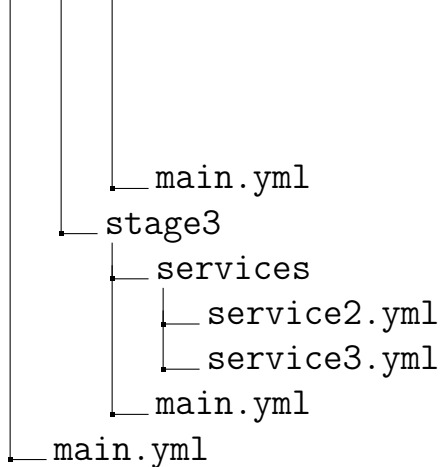 main.yml
stage3
services
service2.yml
service3.yml
main.yml
main.yml